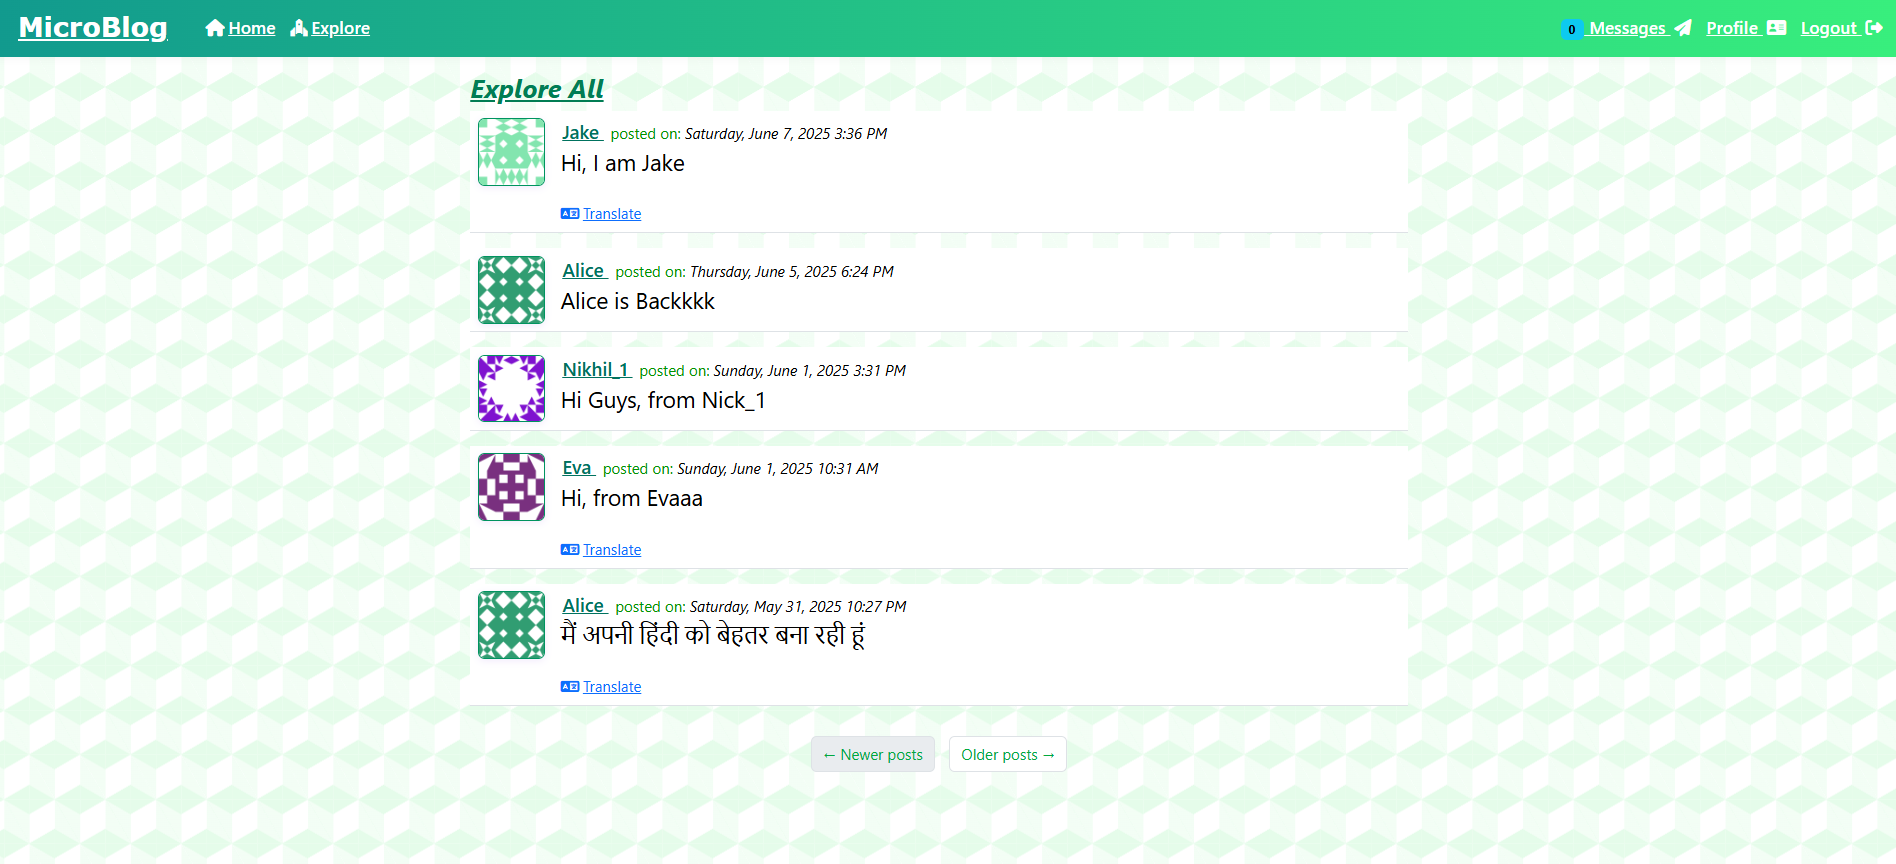 MicroBlog Home Explore 0 Messages Profile Logout
Explore All
Jake posted on: Saturday, June 7, 2025 3:36 PM
Hi, I am Jake
Translate
Alice posted on: Thursday, June 5, 2025 6:24 PM
Alice is Backkkk
Nikhil_1 posted on: Sunday, June 1, 2025 3:31 PM
Hi Guys, from Nick_1
Eva posted on: Sunday, June 1, 2025 10:31 AM
Hi, from Evaaa
Translate
Alice posted on: Saturday, May 31, 2025 10:27 PM
मैं अपनी हिंदी को बेहतर बना रही हूं
Translate
← Newer posts Older posts →